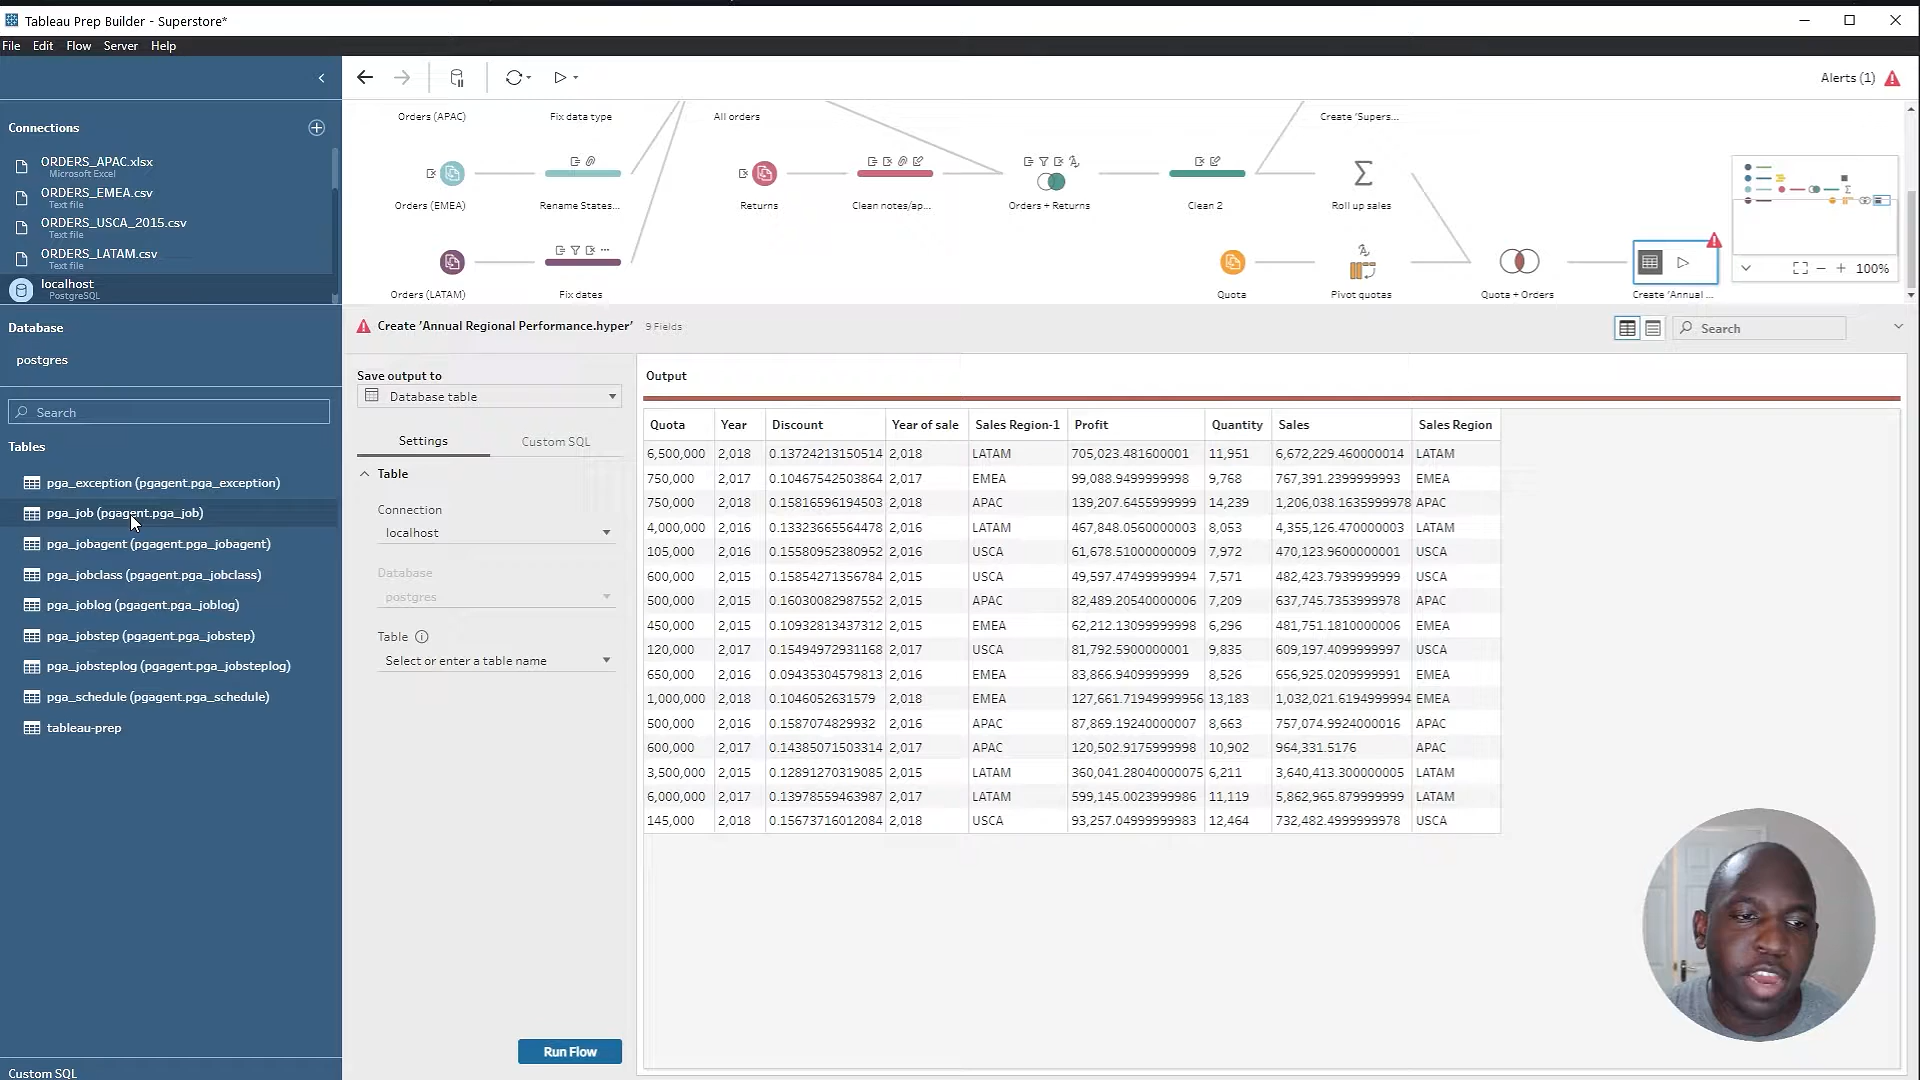 Tableau Prep Builder - Superstore*
File Edit Flow Server Help
Alerts (1)
Connections
ORDERS_APAC.xlsx
Microsoft Excel
ORDERS_EMEA.csv
Text file
ORDERS_USCA_2015.csv
Text file
ORDERS_LATAM.csv
Text file
localhost
PostgreSQL
Database
postgres
Search
Tables
pga_exception (pgagent.pga_exception)
pga_job (pgagent.pga_job)
pga_jobagent (pgagent.pga_jobagent)
pga_jobclass (pgagent.pga_jobclass)
pga_joblog (pgagent.pga_joblog)
pga_jobstep (pgagent.pga_jobstep)
pga_jobsteplog (pgagent.pga_jobsteplog)
pga_schedule (pgagent.pga_schedule)
tableau-prep
Custom SQL
Orders (APAC) Fix data type All orders Create 'Supers...
Orders (EMEA) Rename States... Returns Clean notes/ap... Orders + Returns Clean 2 Roll up sales
Orders (LATAM) Fix dates Quota Pivot quotas Quota + Orders Create 'Annual ...
100%
Create 'Annual Regional Performance.hyper' 9 Fields
Search
Save output to
Database table
Settings Custom SQL
Table
Connection
localhost
Database
postgres
Table
Select or enter a table name
Run Flow
Output
Quota Year Discount Year of sale Sales Region-1 Profit Quantity Sales Sales Region
6,500,000 2,018 0.13724213150514 2,018 LATAM 705,023.481600001 11,951 6,672,229.460000014 LATAM
750,000 2,017 0.10467542503864 2,017 EMEA 99,088.9499999998 9,768 767,391.2399999993 EMEA
750,000 2,018 0.15816596194503 2,018 APAC 139,207.6455999999 14,239 1,206,038.1635999978 APAC
4,000,000 2,016 0.13323665564478 2,016 LATAM 467,848.0560000003 8,053 4,355,126.470000003 LATAM
105,000 2,016 0.15580952380952 2,016 USCA 61,678.51000000009 7,972 470,123.9600000001 USCA
600,000 2,015 0.15854271356784 2,015 USCA 49,597.47499999994 7,571 482,423.7939999999 USCA
500,000 2,015 0.16030082987552 2,015 APAC 82,489.20540000006 7,209 637,745.7353999978 APAC
450,000 2,015 0.10932813437312 2,015 EMEA 62,212.13099999998 6,296 481,751.1810000006 EMEA
120,000 2,017 0.15494972931168 2,017 USCA 81,792.5900000001 9,835 609,197.4099999997 USCA
650,000 2,016 0.09435304579813 2,016 EMEA 83,866.9409999999 8,526 656,925.0209999991 EMEA
1,000,000 2,018 0.1046052631579 2,018 EMEA 127,661.71949999956 13,183 1,032,021.6194999994 EMEA
500,000 2,016 0.1587074829932 2,016 APAC 87,869.19240000007 8,663 757,074.9924000016 APAC
600,000 2,017 0.14385071503314 2,017 APAC 120,502.9175999998 10,902 964,331.5176 APAC
3,500,000 2,015 0.12891270319085 2,015 LATAM 360,041.28040000075 6,211 3,640,413.300000005 LATAM
6,000,000 2,017 0.13978559463987 2,017 LATAM 599,145.0023999986 11,119 5,862,965.879999999 LATAM
145,000 2,018 0.15673716012084 2,018 USCA 93,257.04999999983 12,464 732,482.4999999978 USCA